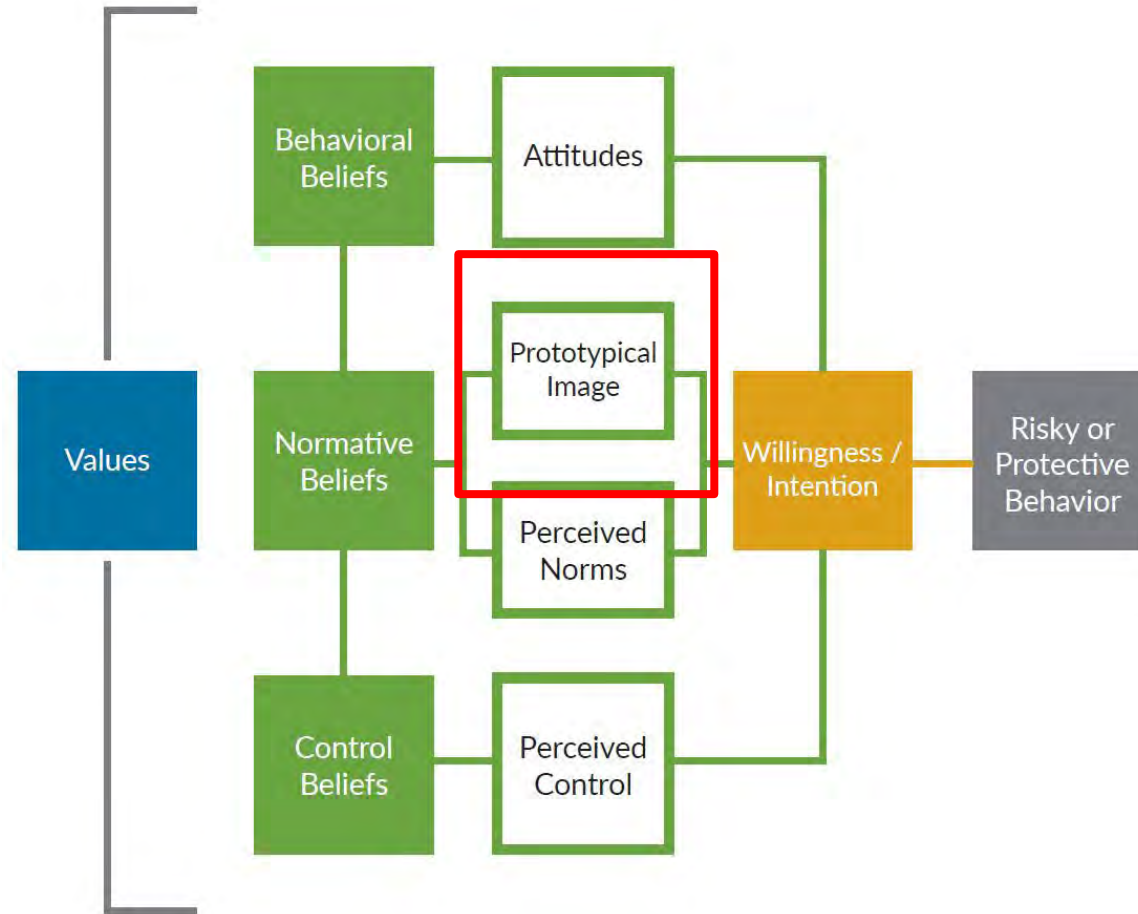 Behavioral
Beliefs
Attitudes
Prototypical
Image
Values
Normative
Beliefs
Willingness /
Intention
Risky or
Protective
Behavior
Perceived
Norms
Control
Beliefs
Perceived
Control